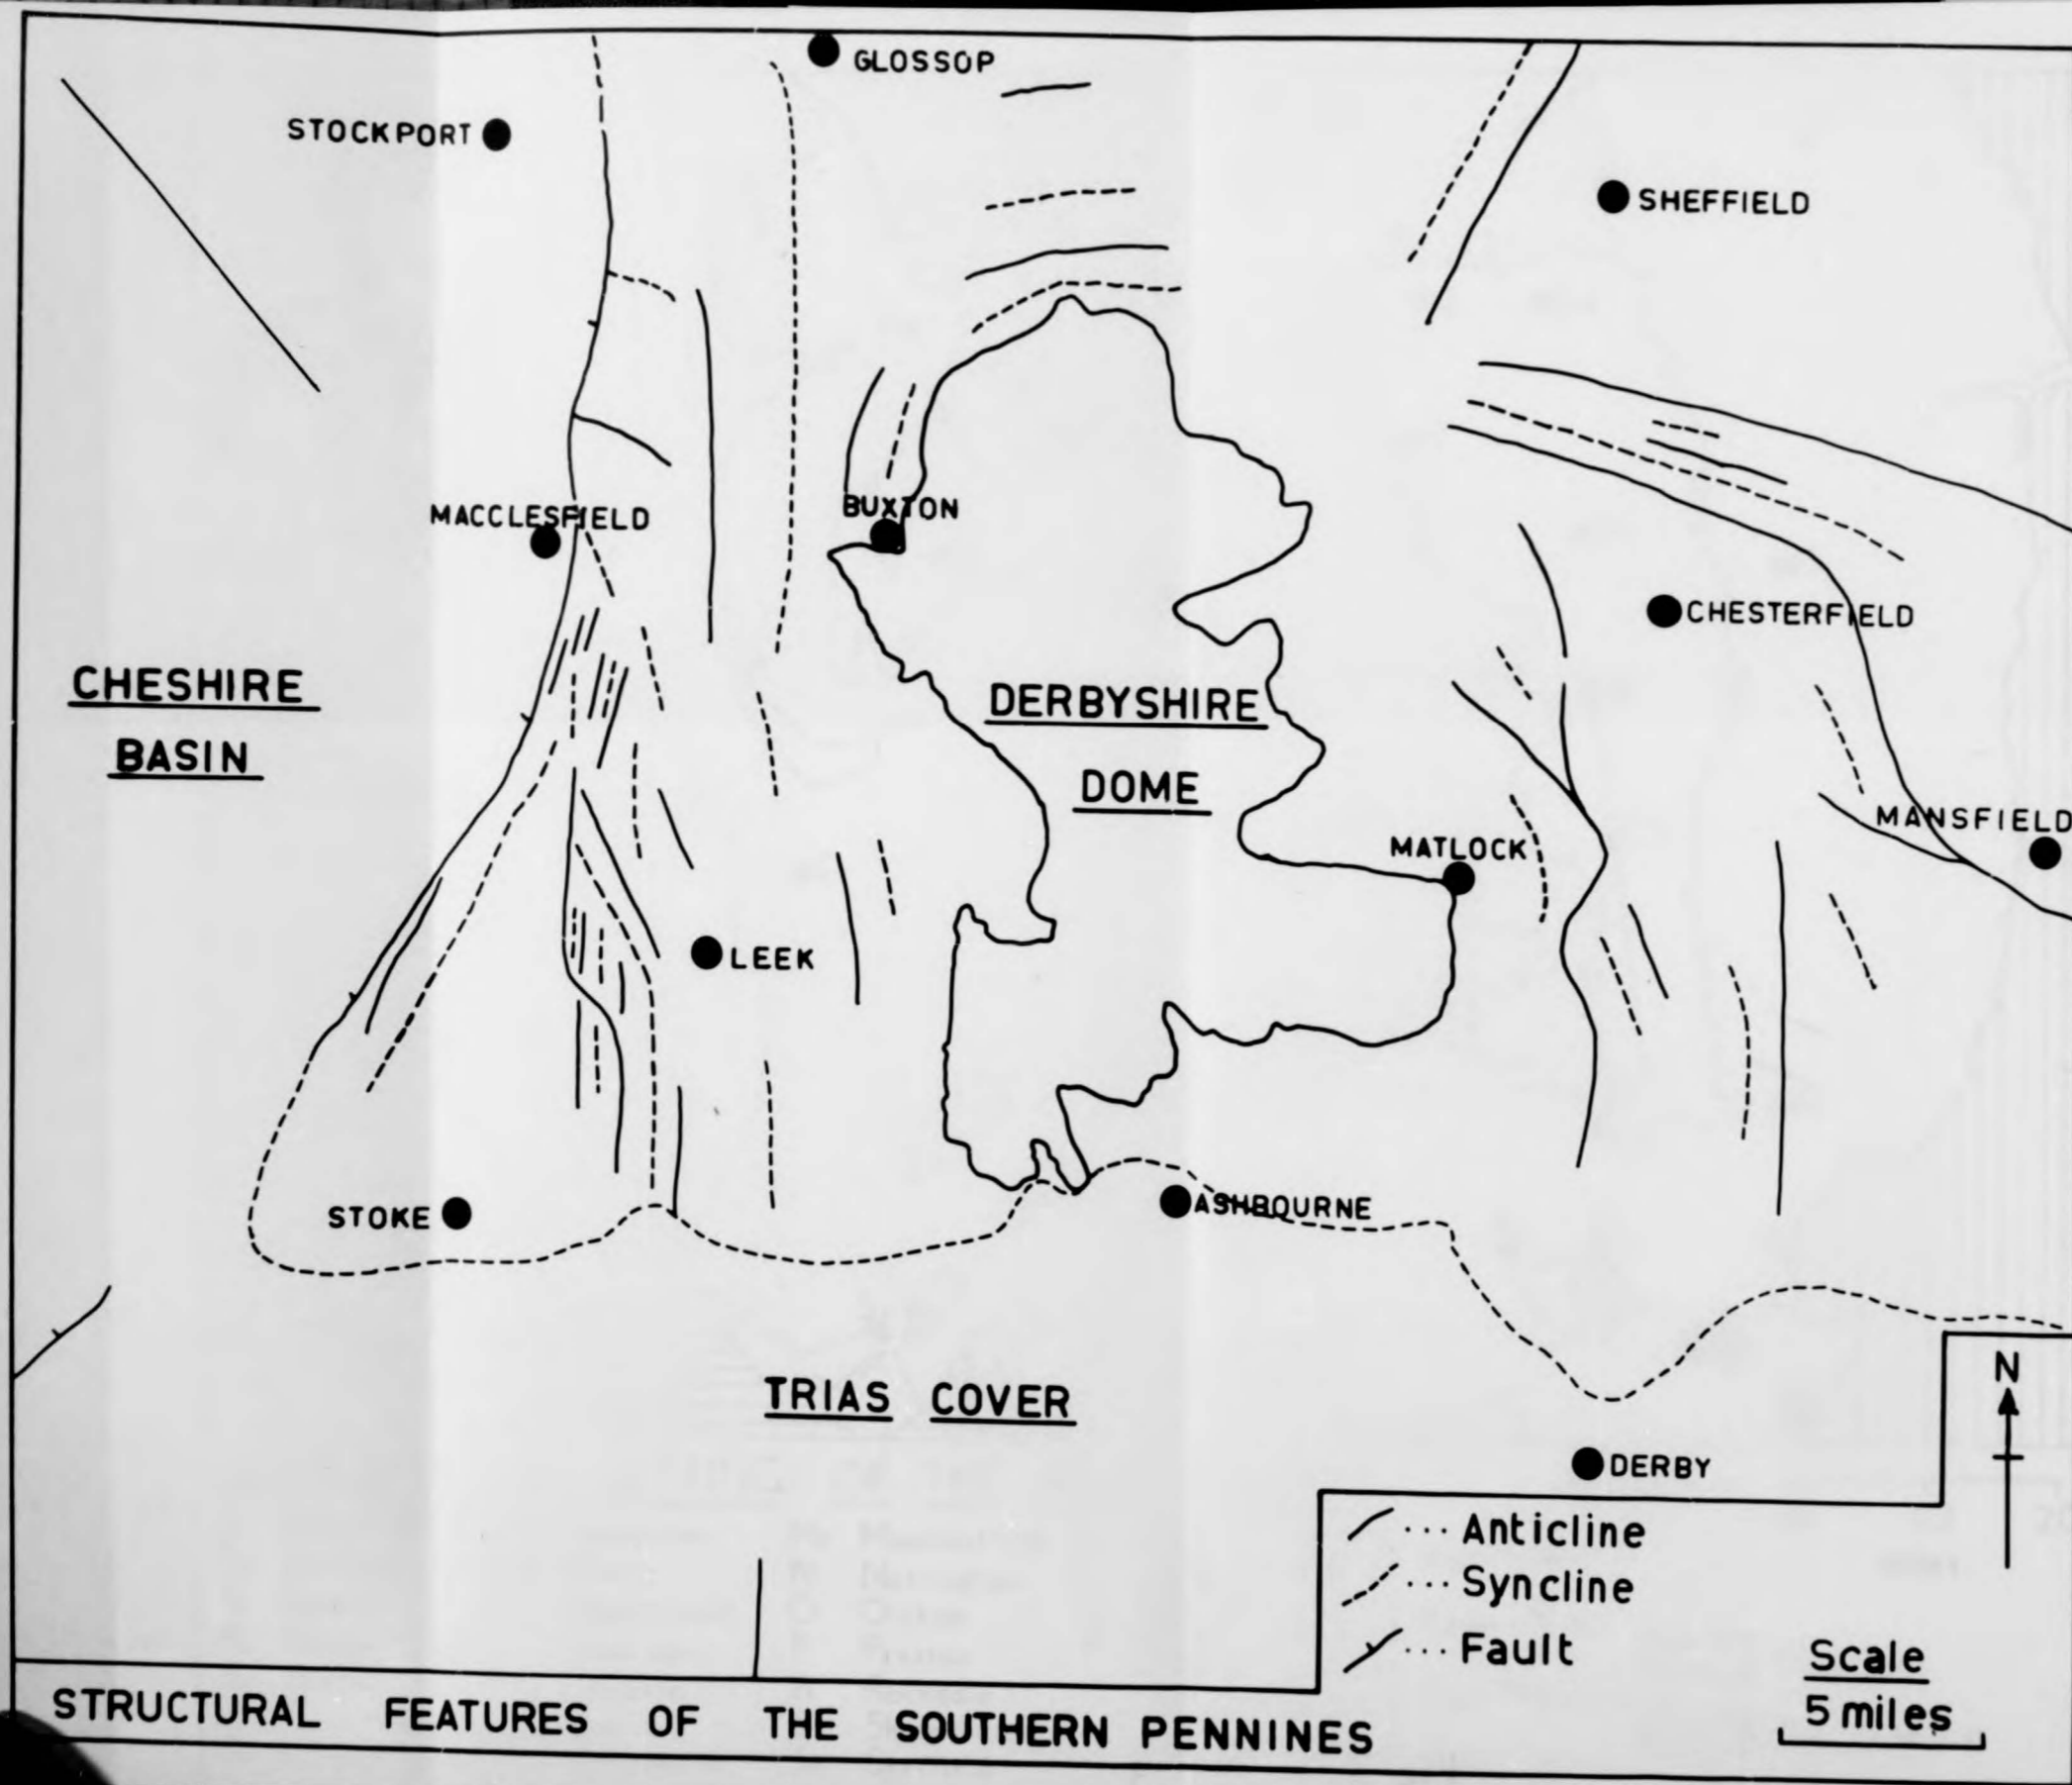 GLOSSOP
STOCKPORT
SHEFFIELD
MACCLESFIELD
BUXTON
CHESTERFIELD
CHESHIRE
BASIN
DERBYSHIRE
DOME
MATLOCK
MANSFIELD
LEEK
STOKE
ASHBOURNE
TRIAS COVER
DERBY
N
... Anticline
... Syncline
... Fault
Scale
5 miles
STRUCTURAL FEATURES OF THE SOUTHERN PENNINES